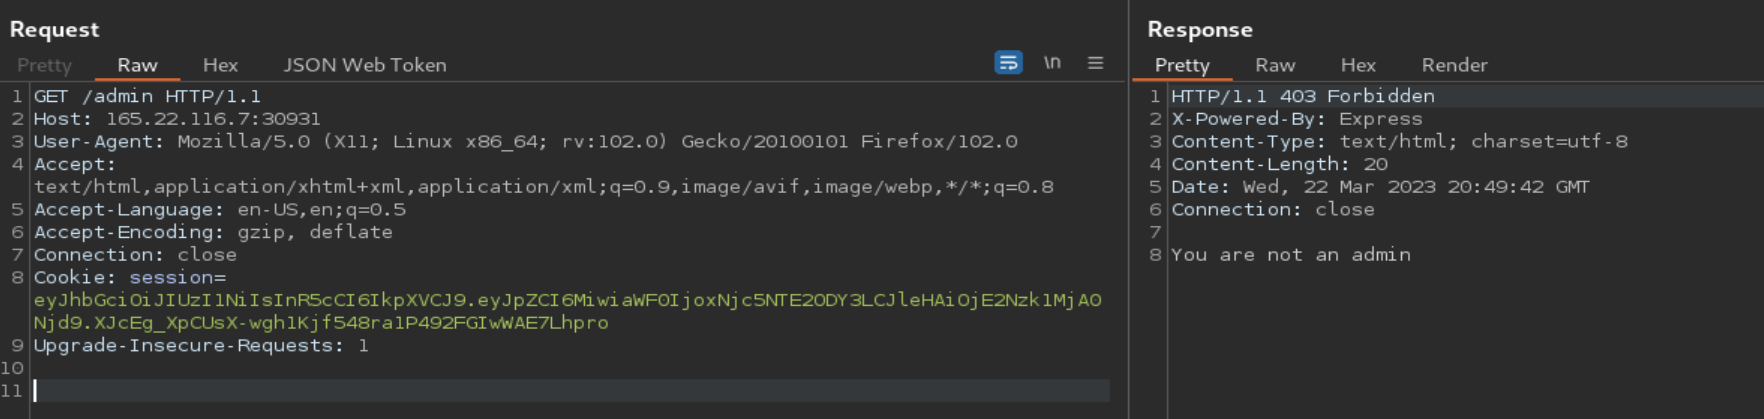 Request
Pretty Raw Hex JSON Web Token \n
1 GET /admin HTTP/1.1
2 Host: 165.22.116.7:30931
3 User-Agent: Mozilla/5.0 (X11; Linux x86_64; rv:102.0) Gecko/20100101 Firefox/102.0
4 Accept:
text/html,application/xhtml+xml,application/xml;q=0.9,image/avif,image/webp,*/*;q=0.8
5 Accept-Language: en-US,en;q=0.5
6 Accept-Encoding: gzip, deflate
7 Connection: close
8 Cookie: session=
eyJhbGciOiJIUzI1NiIsInR5cCI6IkpXVCJ9.eyJpZCI6MiwiaWF0IjoxNjc5NTE2ODY3LCJleHAiOjE2Nzk1MjA0
Njd9.XJcEg_XpCUsX-wgh1Kjf548ra1P492FGIwWAE7Lhpro
9 Upgrade-Insecure-Requests: 1
10
11
Response
Pretty Raw Hex Render
1 HTTP/1.1 403 Forbidden
2 X-Powered-By: Express
3 Content-Type: text/html; charset=utf-8
4 Content-Length: 20
5 Date: Wed, 22 Mar 2023 20:49:42 GMT
6 Connection: close
7
8 You are not an admin